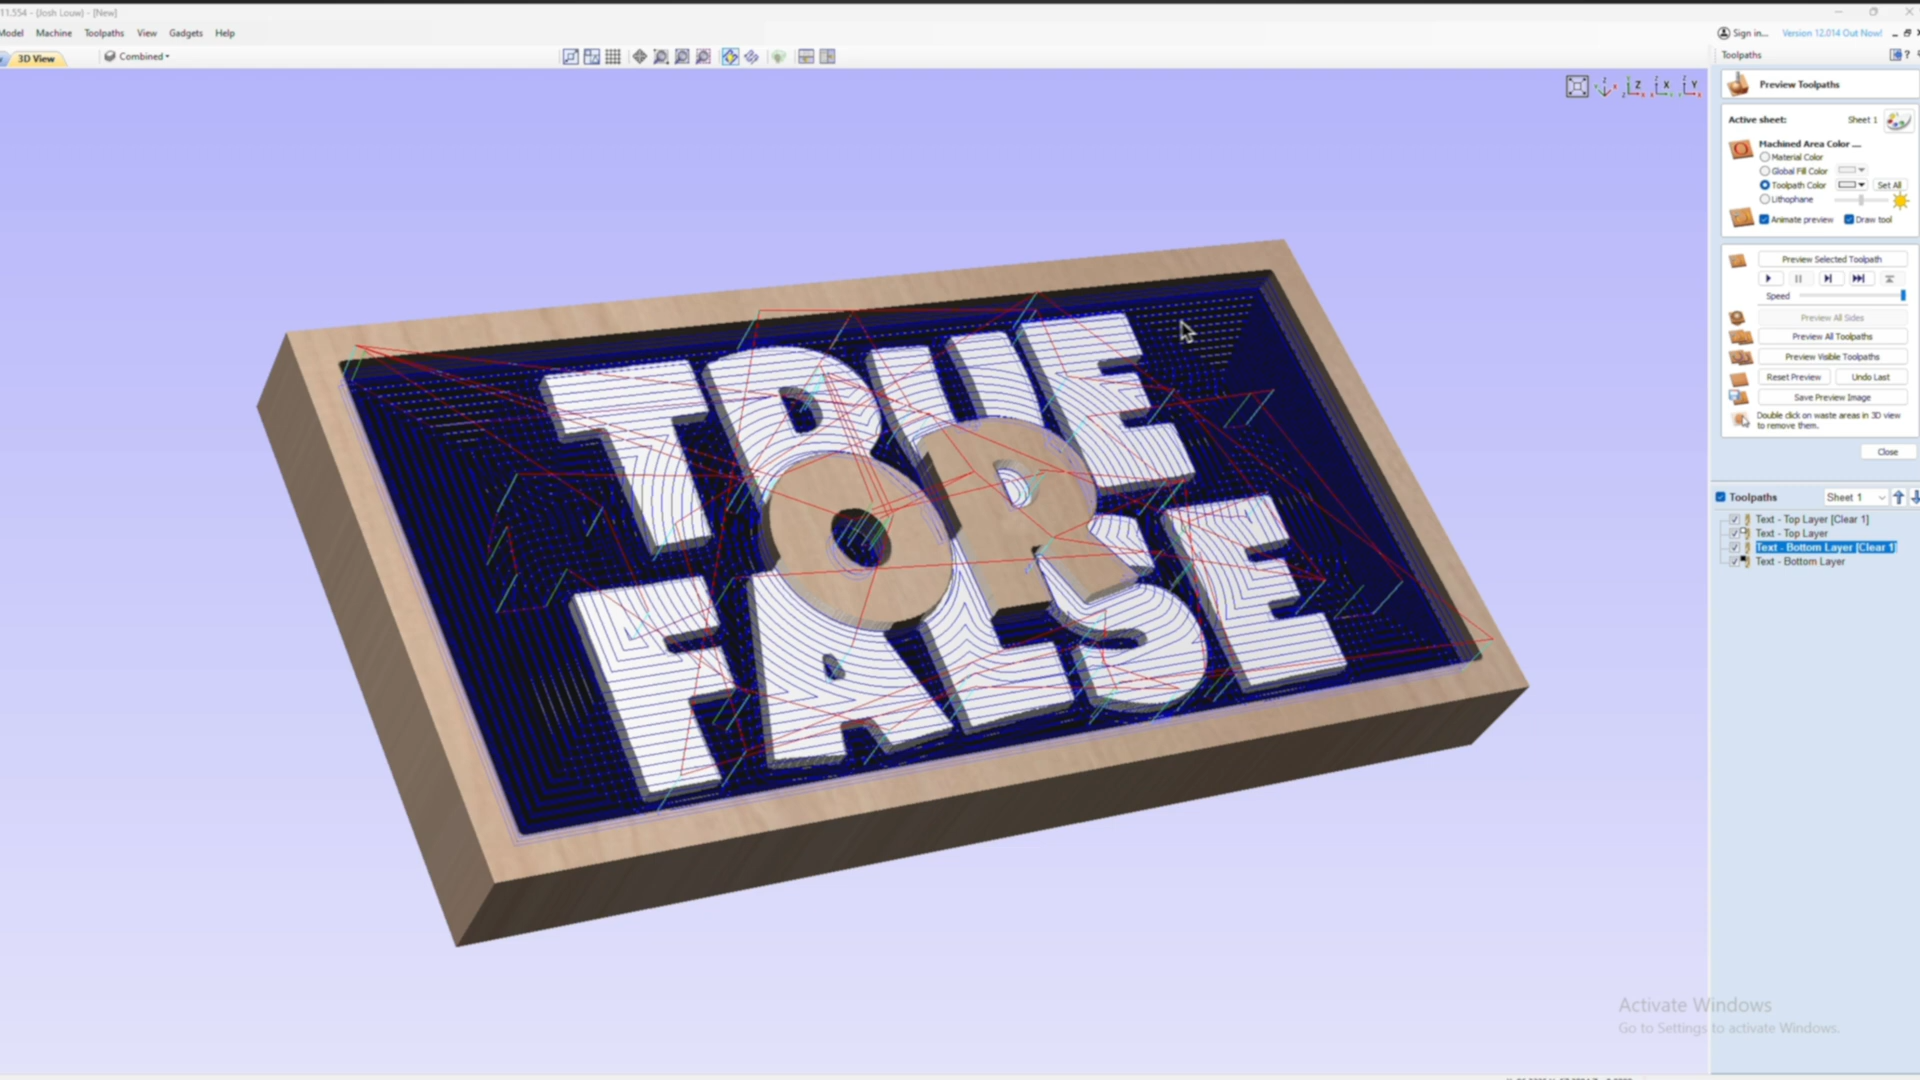 11.554 - {Josh Louw} - [New]
Model Machine Toolpaths View Gadgets Help
Sign in... Version 12.014 Out Now!
3D View Combined
Toolpaths
Z X Y
Preview Toolpaths
Active sheet: Sheet 1
Machined Area Color ...
Material Color
Global Fill Color
Toolpath Color Set All
Lithophane
Animate preview Draw tool
Preview Selected Toolpath
Speed
Preview All Sides
Preview All Toolpaths
Preview Visible Toolpaths
Reset Preview Undo Last
Save Preview Image
Double click on waste areas in 3D view
to remove them.
Close
Toolpaths Sheet 1
Text - Top Layer [Clear 1]
Text - Top Layer
Text - Bottom Layer [Clear 1]
Text - Bottom Layer
TRUE
OR
FALSE
Activate Windows
Go to Settings to activate Windows.